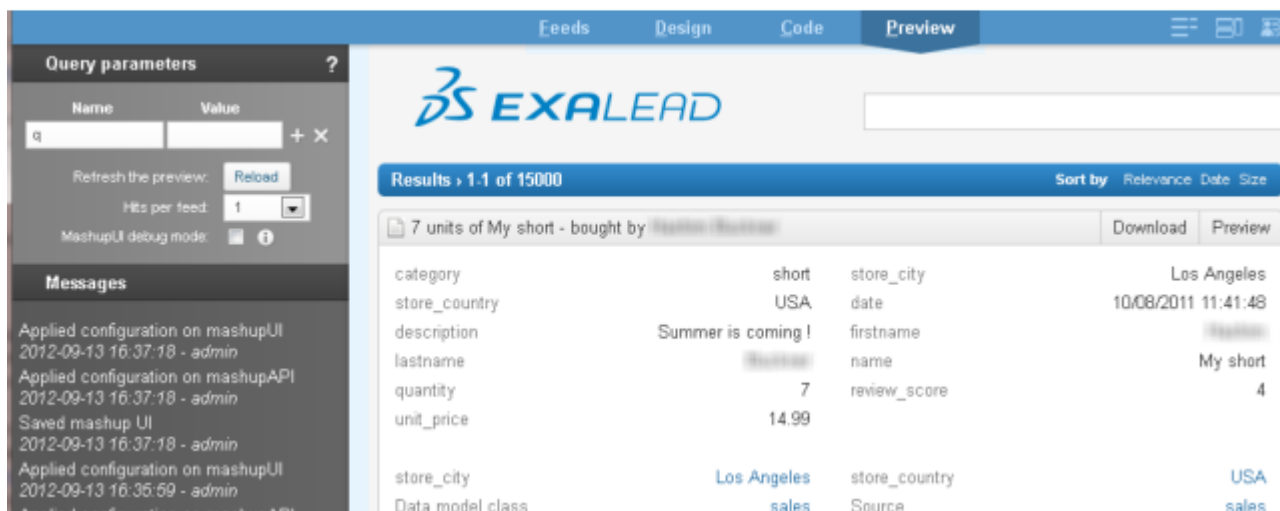 Feeds Design Code Preview
Query parameters ?
Name Value
q
Refresh the preview: Reload
Hits per feed: 1
MashupUI debug mode:
Messages
Applied configuration on mashupUI
2012-09-13 16:37:18 - admin
Applied configuration on mashupAPI
2012-09-13 16:37:18 - admin
Saved mashup UI
2012-09-13 16:37:18 - admin
Applied configuration on mashupUI
2012-09-13 16:35:59 - admin
EXALEAD
Results › 1-1 of 15000 Sort by Relevance Date Size
7 units of My short - bought by Download Preview
category short store_city Los Angeles
store_country USA date 10/08/2011 11:41:48
description Summer is coming ! firstname
lastname name My short
quantity 7 review_score 4
unit_price 14.99
store_city Los Angeles store_country USA
Data model class sales Source sales